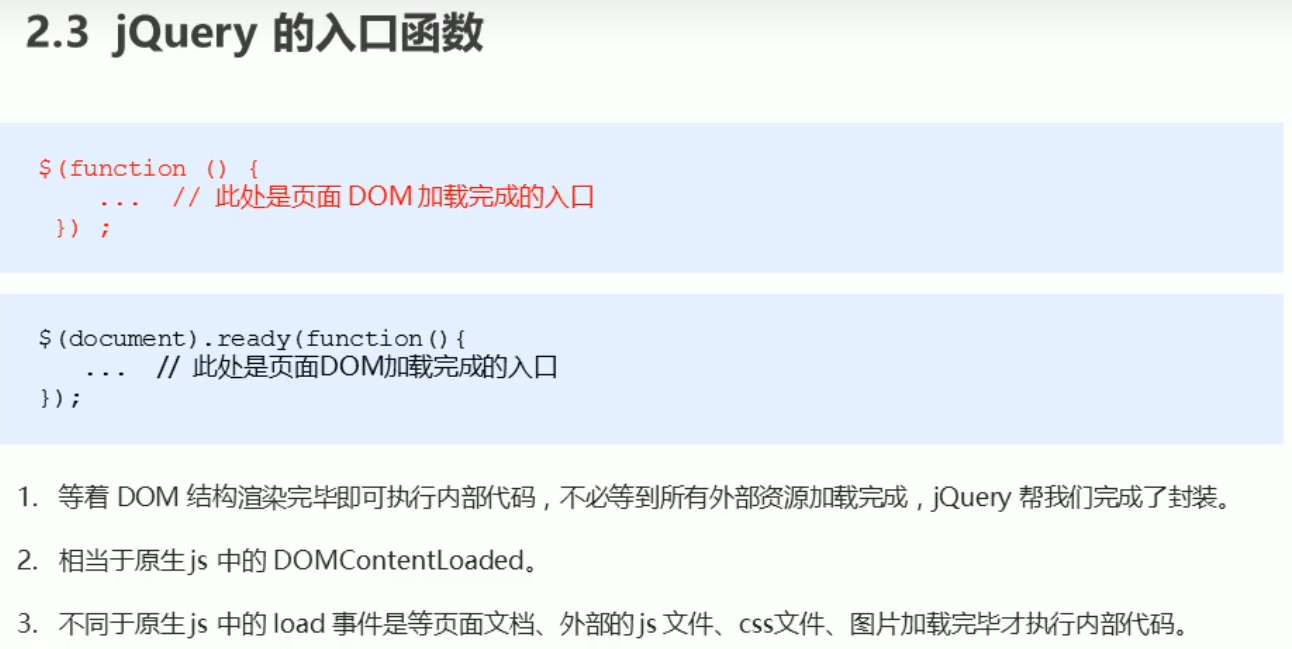 2.3 jQuery 的入口函数
$(function () {
... // 此处是页面 DOM 加载完成的入口
}) ;
$(document).ready(function(){
... // 此处是页面DOM加载完成的入口
});
1. 等着 DOM 结构渲染完毕即可执行内部代码，不必等到所有外部资源加载完成，jQuery 帮我们完成了封装。
2. 相当于原生 js 中的 DOMContentLoaded。
3. 不同于原生 js 中的 load 事件是等页面文档、外部的 js 文件、css文件、图片加载完毕才执行内部代码。